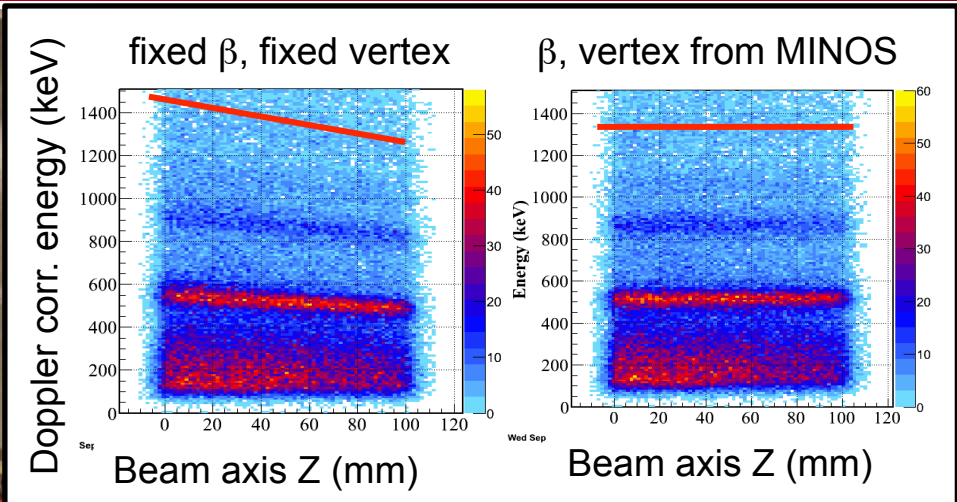 fixed β, fixed vertex
β, vertex from MINOS
Doppler corr. energy (keV)
1400
1200
1000
800
600
400
200
0
0 20 40 60 80 100 120
50
40
30
20
10
0
Sep
Beam axis Z (mm)
Energy (keV)
1400
1200
1000
800
600
400
200
0
0 20 40 60 80 100 120
60
50
40
30
20
10
0
Wed Sep
Beam axis Z (mm)